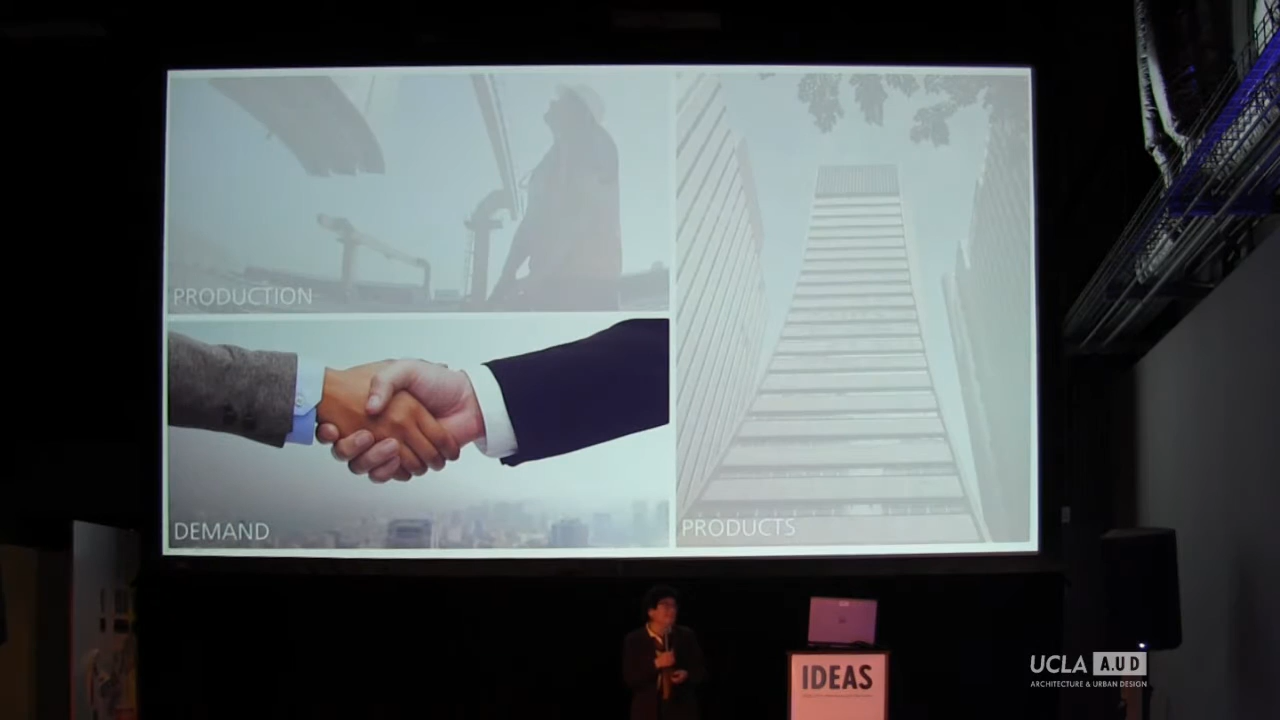 PRODUCTION
DEMAND
PRODUCTS
IDEAS
UCLA A.UD
ARCHITECTURE & URBAN DESIGN